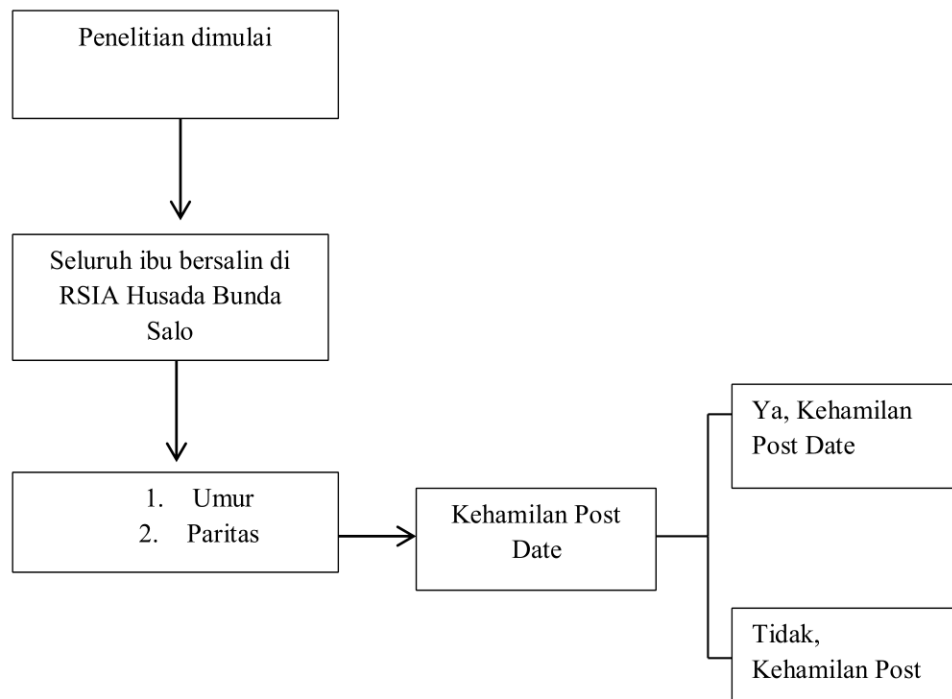 Penelitian dimulai
Seluruh ibu bersalin di
RSIA Husada Bunda
Salo
1. Umur
2. Paritas
Kehamilan Post
Date
Ya, Kehamilan
Post Date
Tidak,
Kehamilan Post